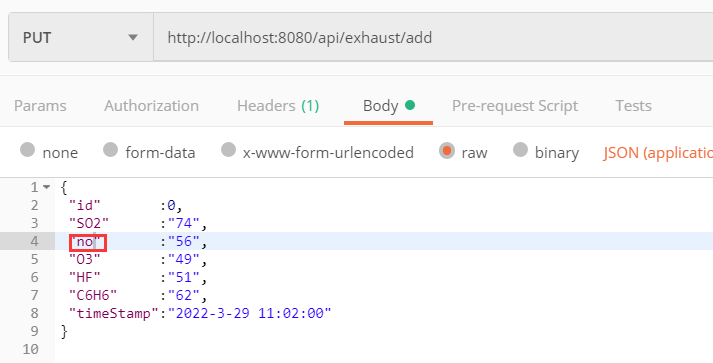 PUT http://localhost:8080/api/exhaust/add
Params Authorization Headers (1) Body Pre-request Script Tests
none form-data x-www-form-urlencoded raw binary JSON (applicatio
1 {
2 "id" :0,
3 "SO2" :"74",
4 "no" :"56",
5 "O3" :"49",
6 "HF" :"51",
7 "C6H6" :"62",
8 "timeStamp":"2022-3-29 11:02:00"
9 }
10